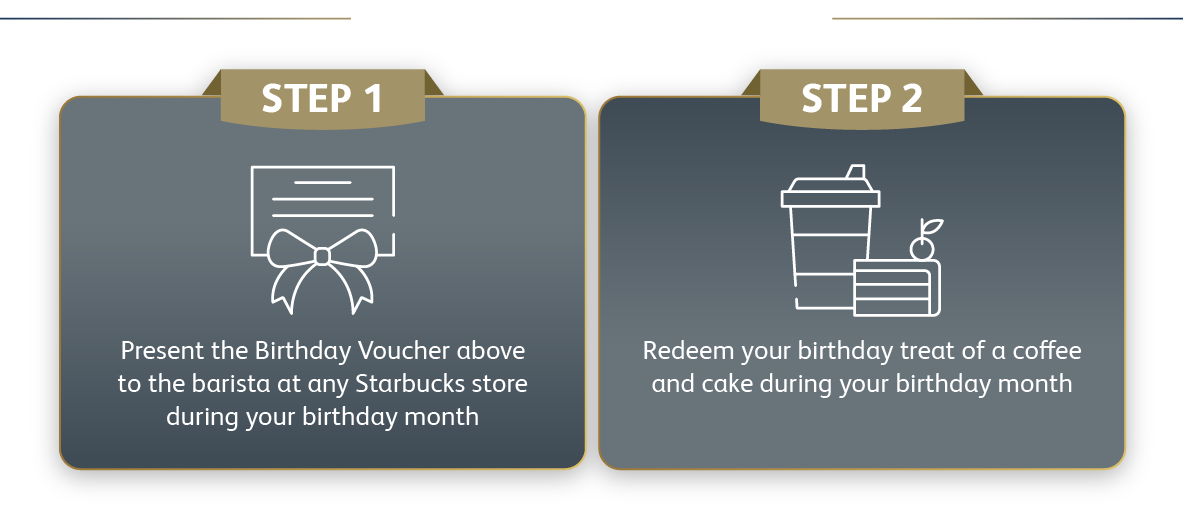 STEP 1
Present the Birthday Voucher above
to the barista at any Starbucks store
during your birthday month
STEP 2
Redeem your birthday treat of a coffee
and cake during your birthday month